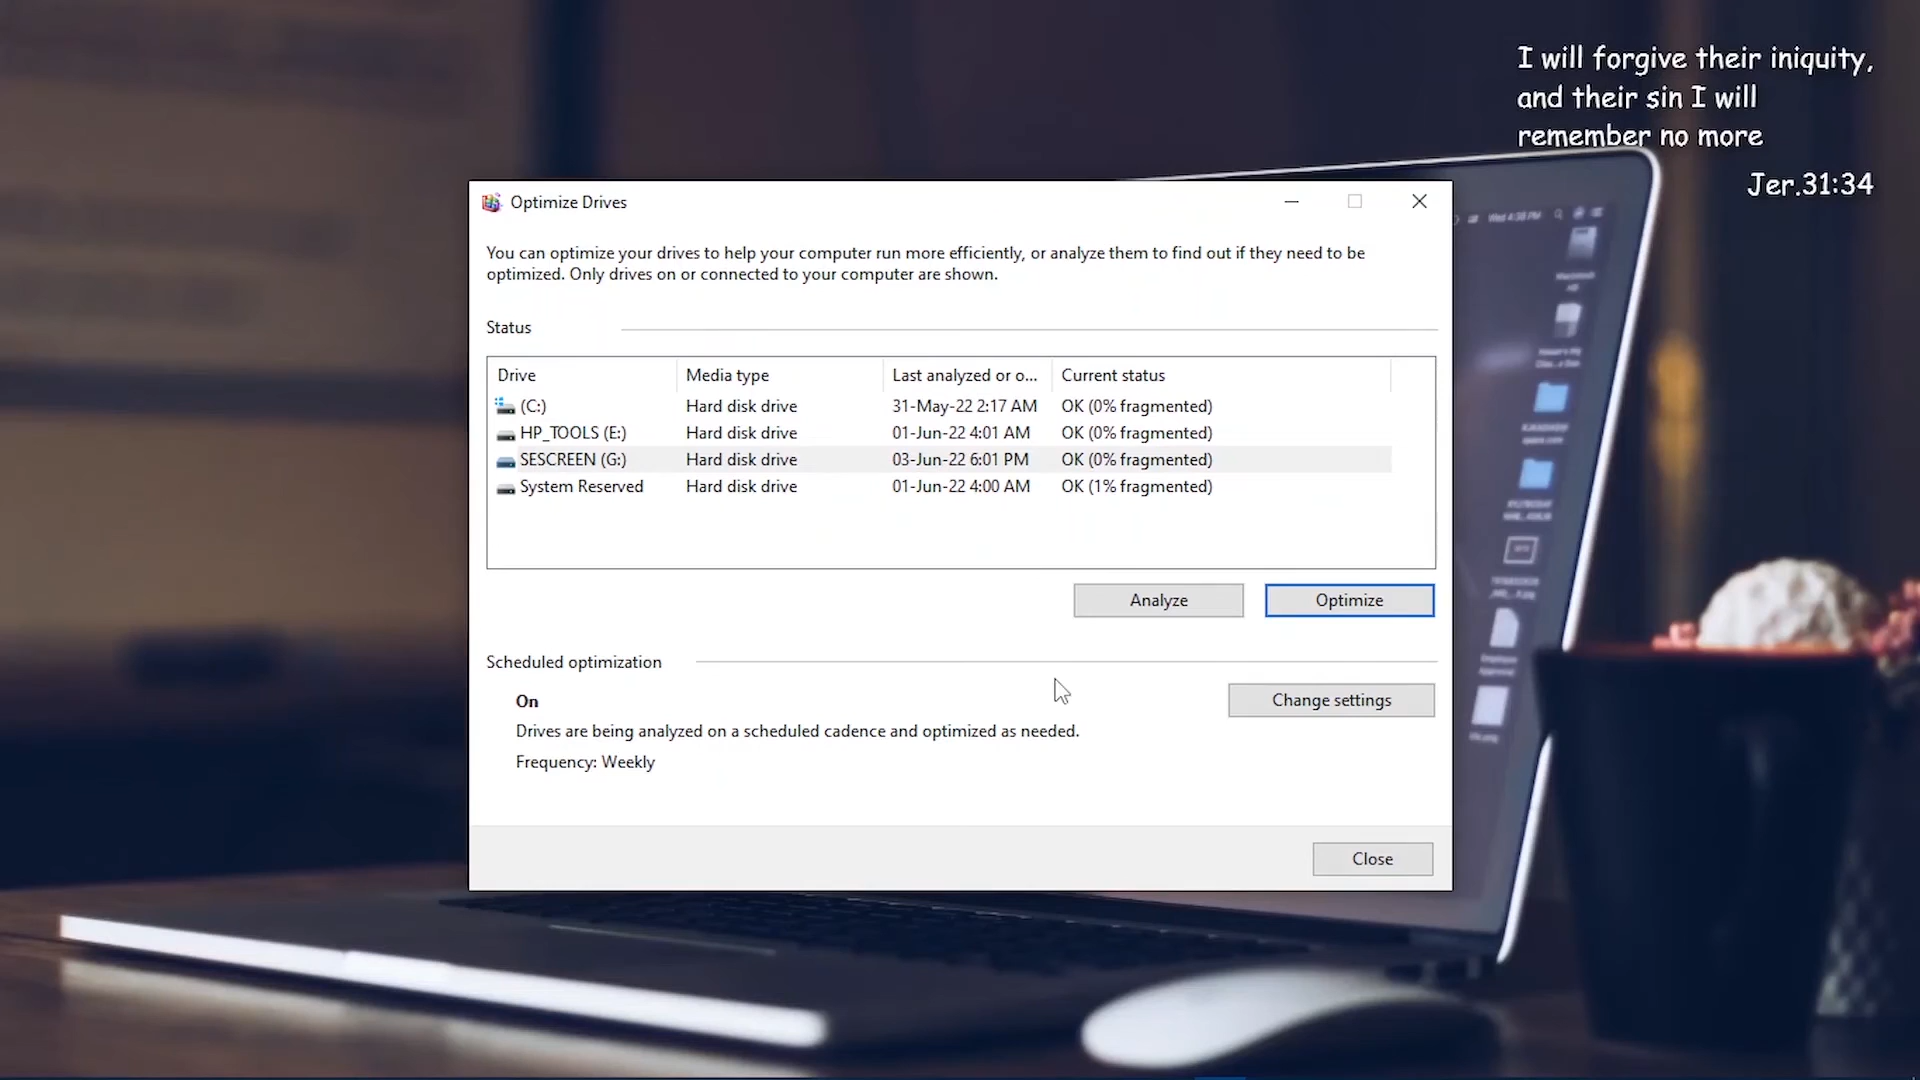 I will forgive their iniquity,
and their sin I will
remember no more
Jer.31:34
Optimize Drives
You can optimize your drives to help your computer run more efficiently, or analyze them to find out if they need to be
optimized. Only drives on or connected to your computer are shown.
Status
Drive Media type Last analyzed or o... Current status
(C:) Hard disk drive 31-May-22 2:17 AM OK (0% fragmented)
HP_TOOLS (E:) Hard disk drive 01-Jun-22 4:01 AM OK (0% fragmented)
SESCREEN (G:) Hard disk drive 03-Jun-22 6:01 PM OK (0% fragmented)
System Reserved Hard disk drive 01-Jun-22 4:00 AM OK (1% fragmented)
Analyze Optimize
Scheduled optimization
On
Change settings
Drives are being analyzed on a scheduled cadence and optimized as needed.
Frequency: Weekly
Close
Wed 4:38 PM